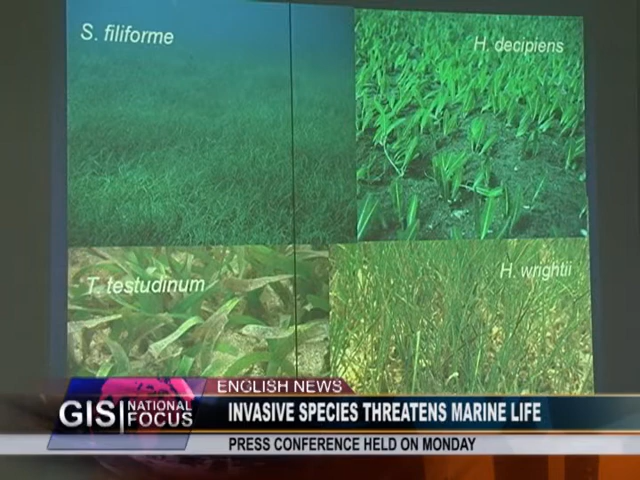 S. filiforme
H. decipiens
T. testudinum
H. wrightii
ENGLISH NEWS
GIS NATIONAL FOCUS
INVASIVE SPECIES THREATENS MARINE LIFE
PRESS CONFERENCE HELD ON MONDAY